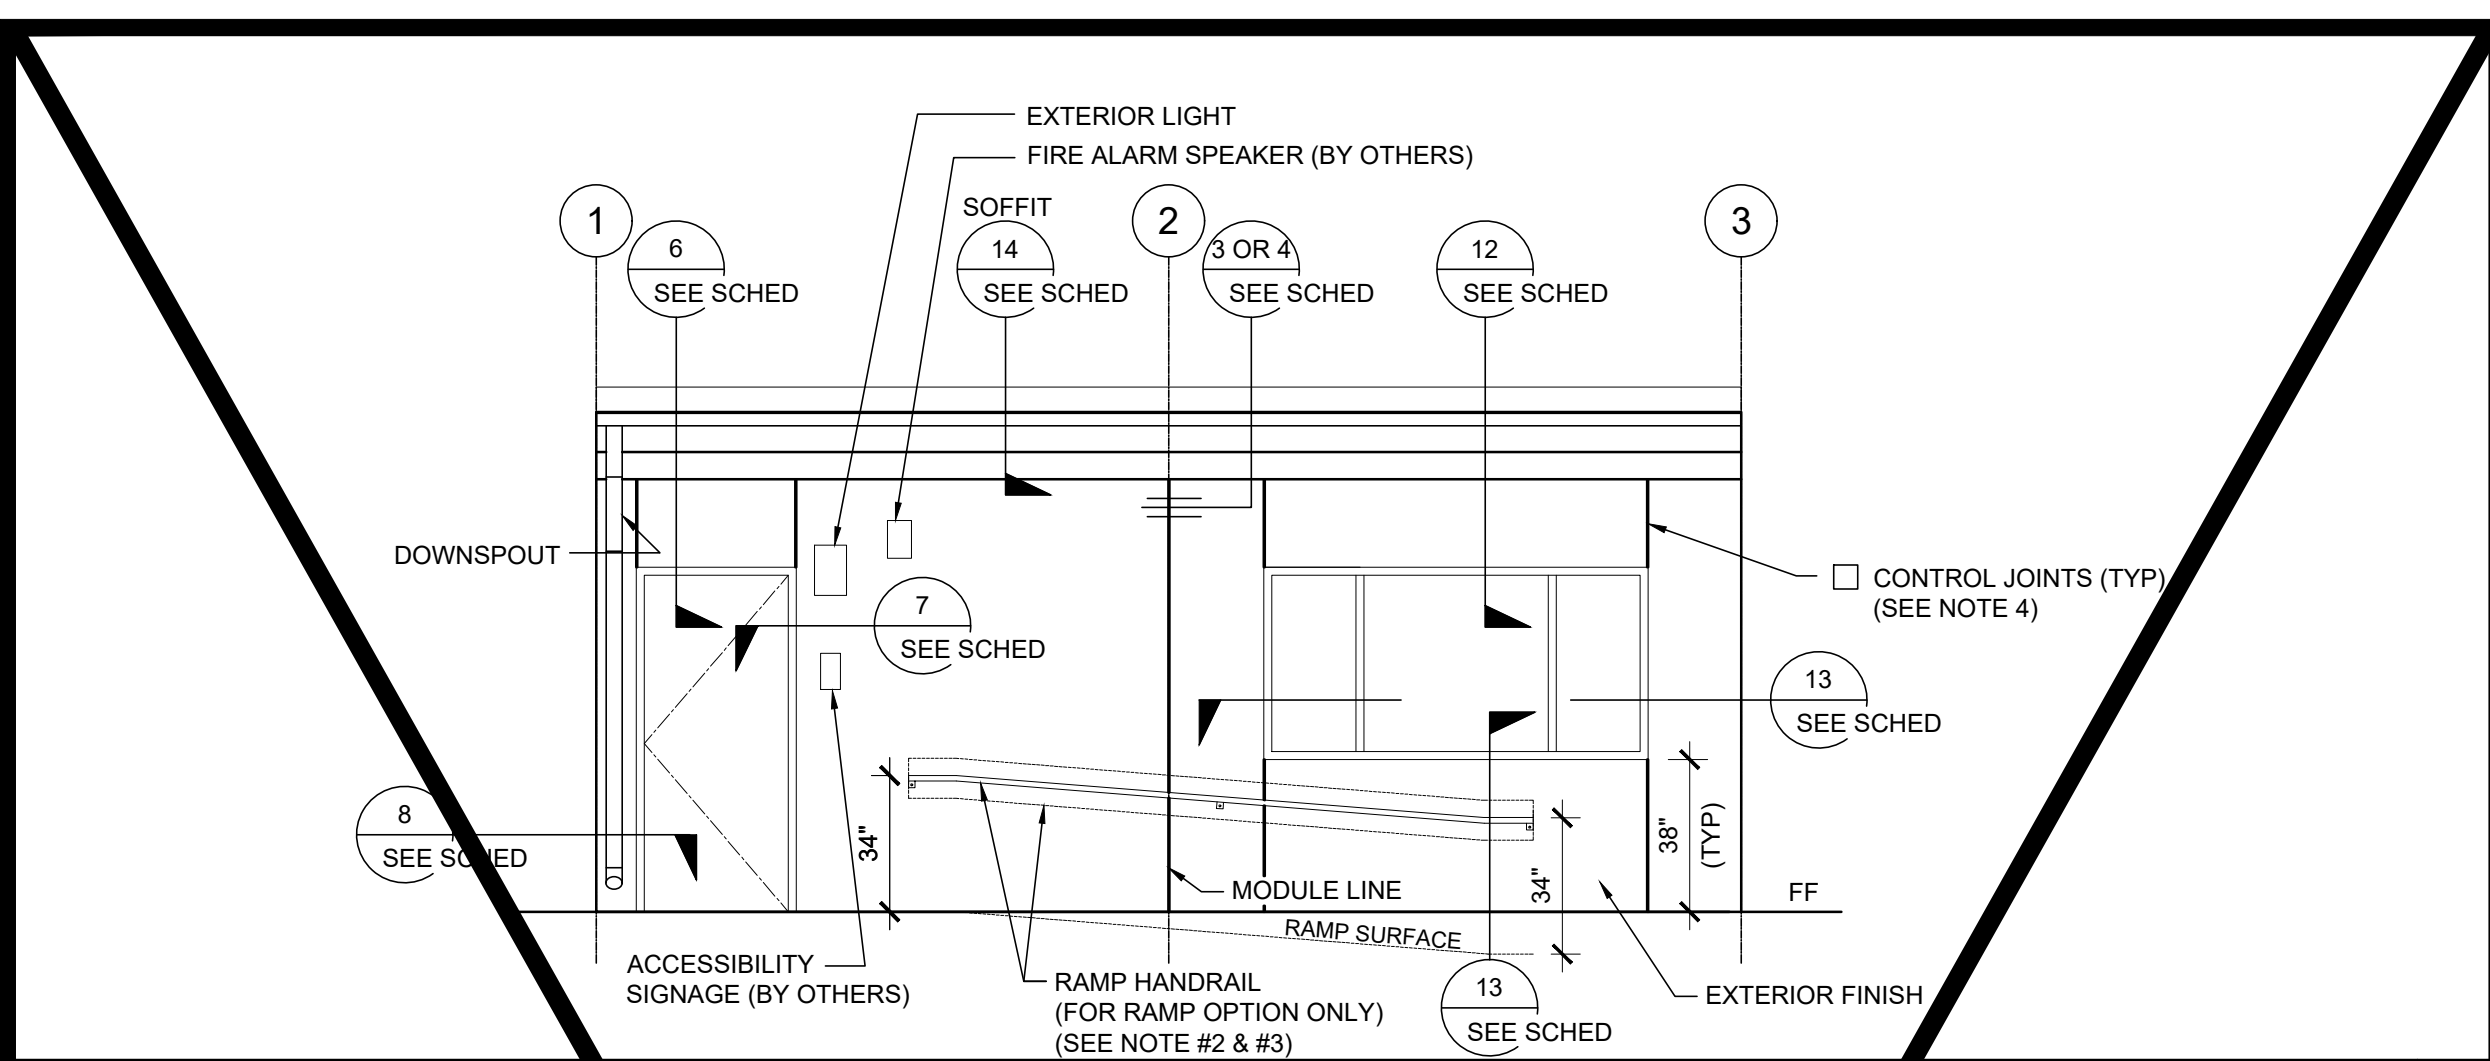 EXTERIOR LIGHT
FIRE ALARM SPEAKER (BY OTHERS)
SOFFIT
1
2
3
6
SEE SCHED
14
SEE SCHED
3 OR 4
SEE SCHED
12
SEE SCHED
DOWNSPOUT
CONTROL JOINTS (TYP)
(SEE NOTE 4)
7
SEE SCHED
13
SEE SCHED
8
SEE SCHED
34"
34"
38"
(TYP)
MODULE LINE
FF
RAMP SURFACE
ACCESSIBILITY
SIGNAGE (BY OTHERS)
RAMP HANDRAIL
(FOR RAMP OPTION ONLY)
(SEE NOTE #2 & #3)
13
SEE SCHED
EXTERIOR FINISH